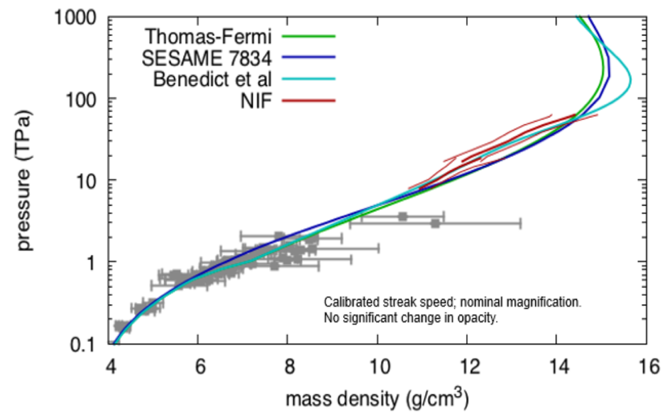 1000
100
10
1
0.1
pressure (TPa)
Thomas-Fermi
SESAME 7834
Benedict et al
NIF
Calibrated streak speed; nominal magnification.
No significant change in opacity.
4 6 8 10 12 14 16
mass density (g/cm³)